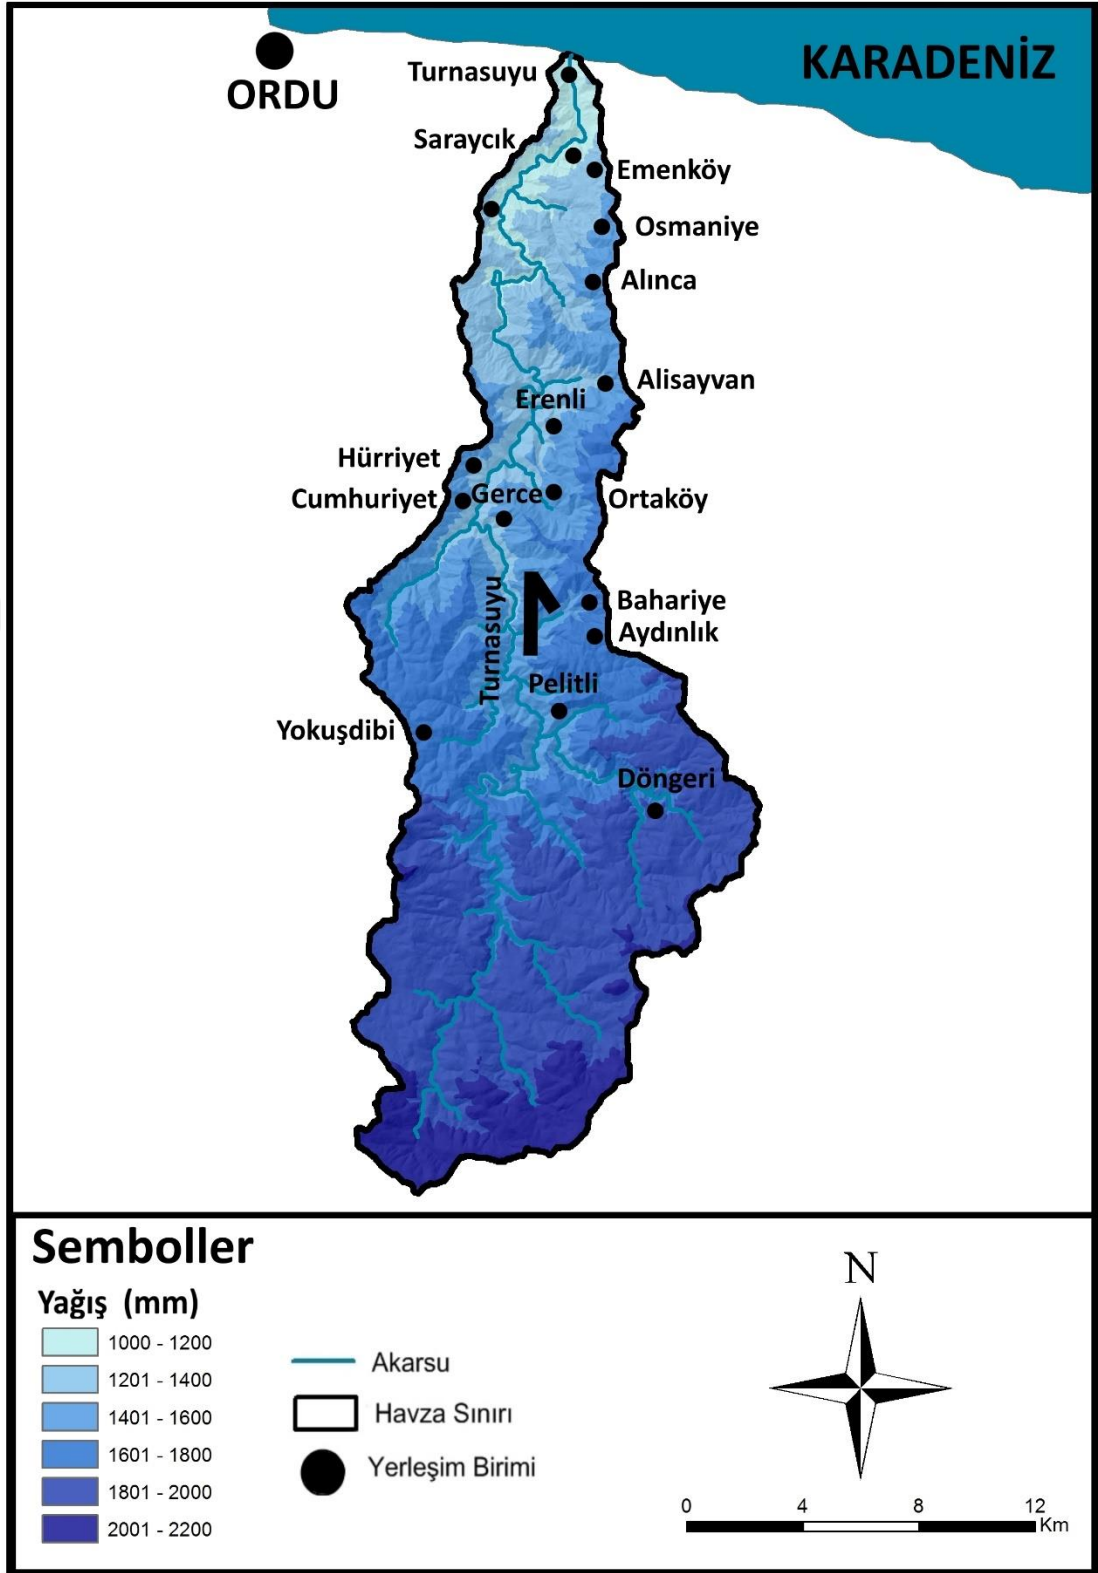 KARADENİZ
ORDU
Turnasuyu
Saraycık
Emenköy
Osmaniye
Alınca
Alisayvan
Erenli
Hürriyet
Cumhuriyet
Gerce
Ortaköy
Turnasuyu
Bahariye
Aydınlık
Pelitli
Yokuşdibi
Döngeri
Semboller
Yağış (mm)
1000 - 1200
1201 - 1400
1401 - 1600
1601 - 1800
1801 - 2000
2001 - 2200
Akarsu
Havza Sınırı
Yerleşim Birimi
N
0 4 8 12
Km